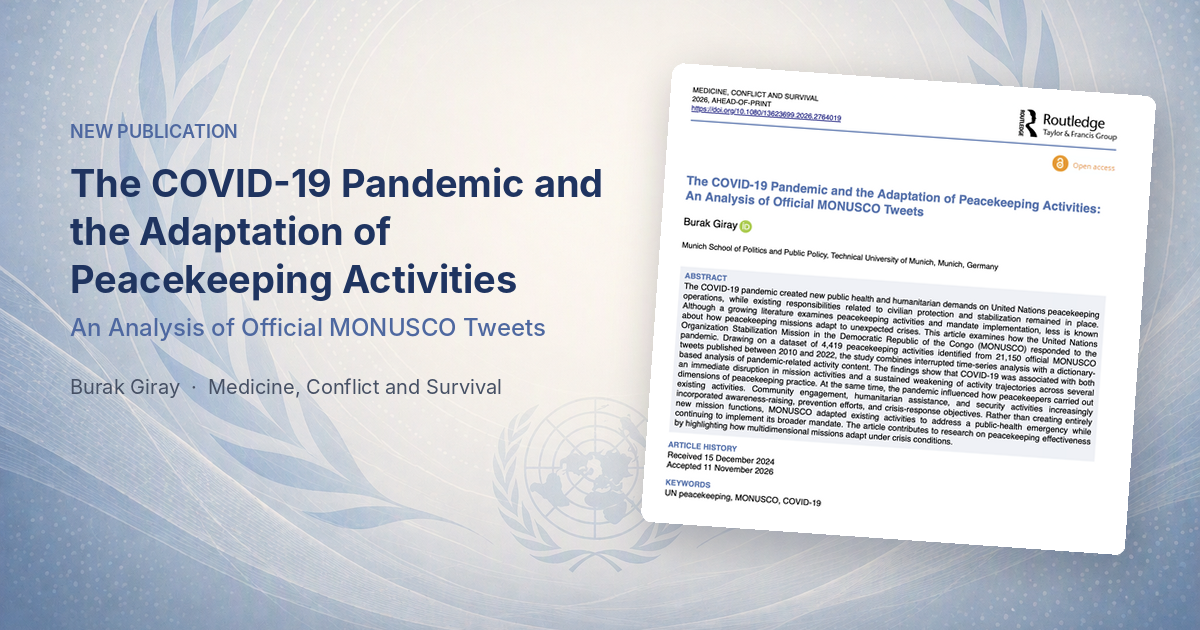 NEW PUBLICATION
The COVID-19 Pandemic and
the Adaptation of
Peacekeeping Activities
An Analysis of Official MONUSCO Tweets
Burak Giray · Medicine, Conflict and Survival
MEDICINE, CONFLICT AND SURVIVAL
2026, AHEAD-OF-PRINT
https://doi.org/10.1080/13623699.2026.2764019
Routledge
Taylor & Francis Group
Open access
The COVID-19 Pandemic and the Adaptation of Peacekeeping Activities:
An Analysis of Official MONUSCO Tweets
Burak Giray iD
Munich School of Politics and Public Policy, Technical University of Munich, Munich, Germany
ABSTRACT
The COVID-19 pandemic created new public health and humanitarian demands on United Nations peacekeeping
operations, while existing responsibilities related to civilian protection and stabilization remained in place.
Although a growing literature examines peacekeeping activities and mandate implementation, less is known
about how peacekeeping missions adapt to unexpected crises. This article examines how the United Nations
Organization Stabilization Mission in the Democratic Republic of the Congo (MONUSCO) responded to the
pandemic. Drawing on a dataset of 4,419 peacekeeping activities identified from 21,150 official MONUSCO
tweets published between 2010 and 2022, the study combines interrupted time-series analysis with a dictionary-
based analysis of pandemic-related activity content. The findings show that COVID-19 was associated with both
an immediate disruption in mission activities and a sustained weakening of activity trajectories across several
dimensions of peacekeeping practice. At the same time, the pandemic influenced how peacekeepers carried out
existing activities. Community engagement, humanitarian assistance, and security activities increasingly
incorporated awareness-raising, prevention efforts, and crisis-response objectives. Rather than creating entirely
new mission functions, MONUSCO adapted existing activities to address a public-health emergency while
continuing to implement its broader mandate. The article contributes to research on peacekeeping effectiveness
by highlighting how multidimensional missions adapt under crisis conditions.
ARTICLE HISTORY
Received 15 December 2024
Accepted 11 November 2026
KEYWORDS
UN peacekeeping, MONUSCO, COVID-19